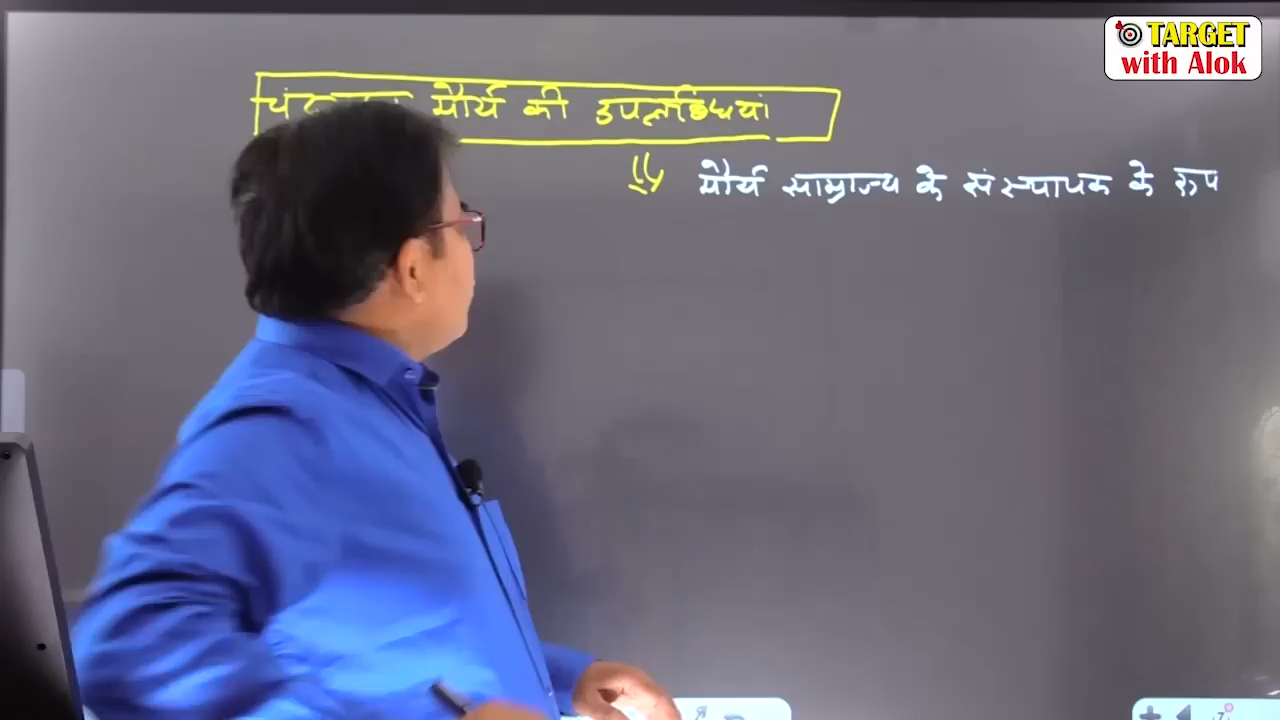 TARGET
with Alok
मौर्य की उपलब्धियां
मौर्य साम्राज्य के संस्थापक के रूप